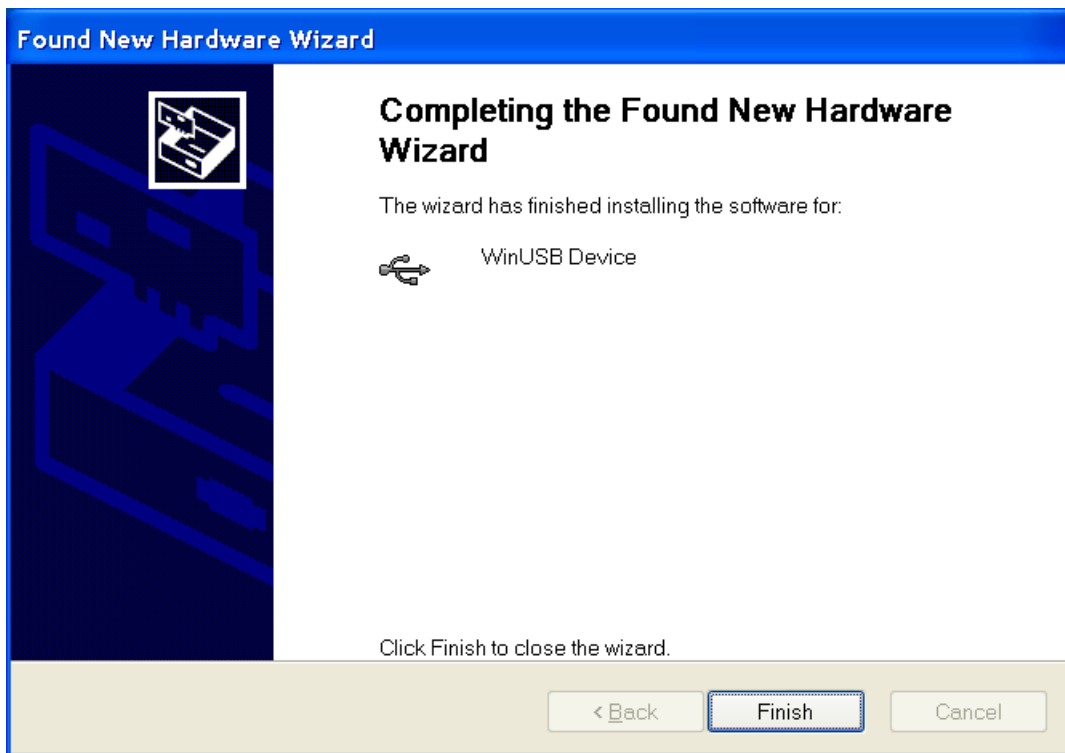 Found New Hardware Wizard
Completing the Found New Hardware
Wizard
The wizard has finished installing the software for:
WinUSB Device
Click Finish to close the wizard.
< Back
Finish
Cancel